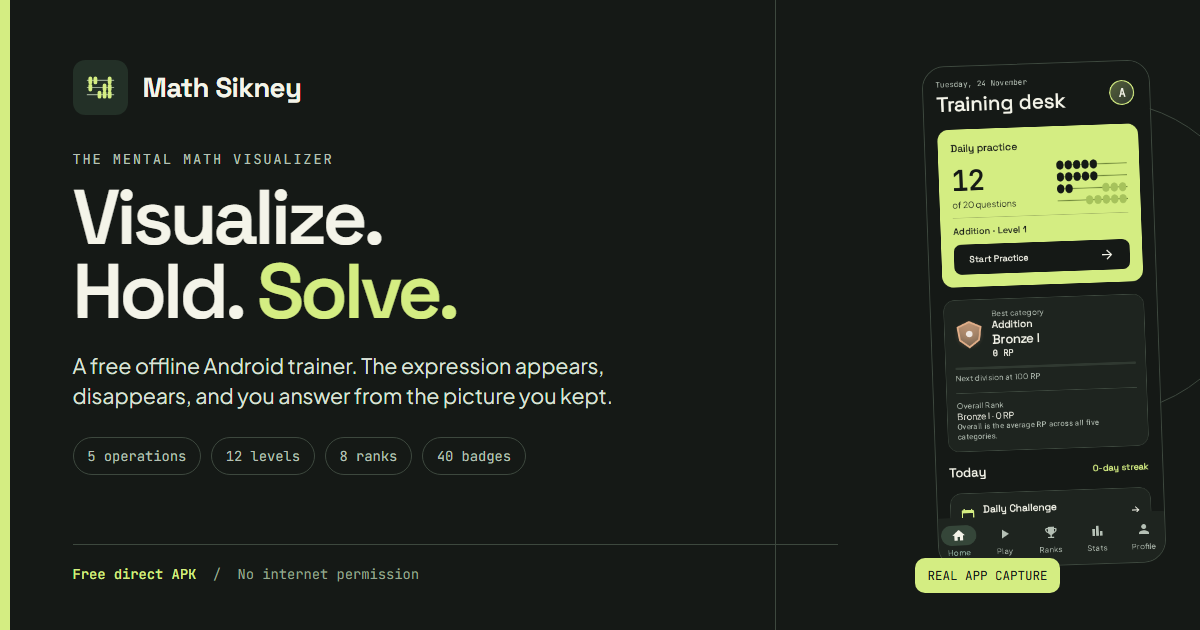 Math Sikney
THE MENTAL MATH VISUALIZER
Visualize.
Hold. Solve.
A free offline Android trainer. The expression appears,
disappears, and you answer from the picture you kept.
5 operations
12 levels
8 ranks
40 badges
Free direct APK / No internet permission
Tuesday, 24 November
Training desk
A
Daily practice
12
of 20 questions
Addition · Level 1
Start Practice
Best category
Addition
Bronze I
0 RP
Next division at 100 RP
Overall Rank
Bronze I · 0 RP
Overall is the average RP across all five
categories.
Today
0-day streak
Daily Challenge
Home
Play
Ranks
Stats
Profile
REAL APP CAPTURE